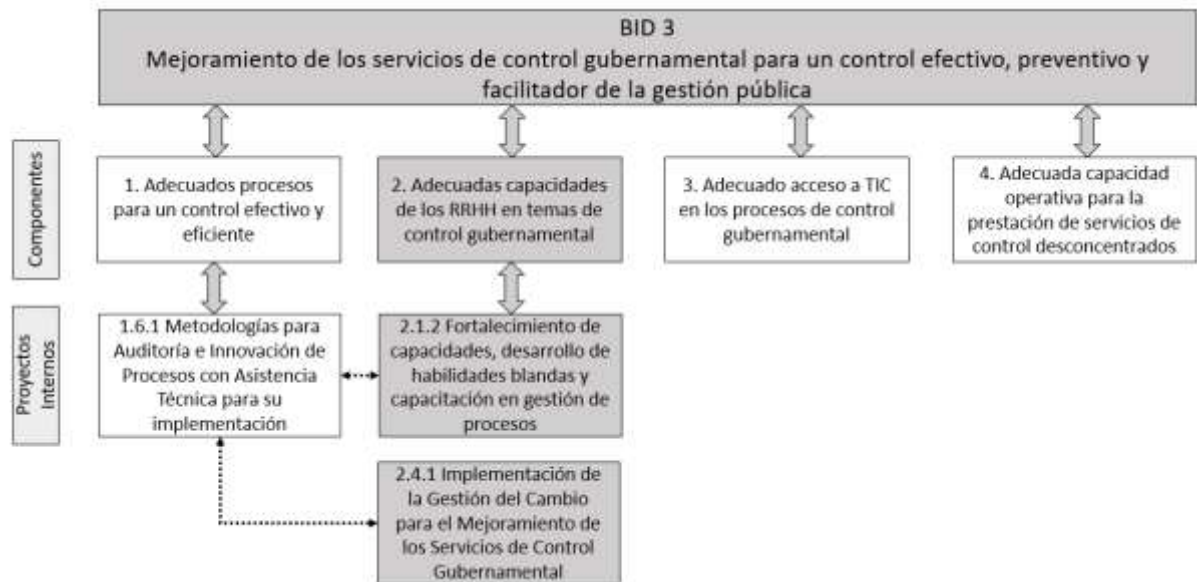 BID 3
Mejoramiento de los servicios de control gubernamental para un control efectivo, preventivo y
facilitador de la gestión pública
Componentes
1. Adecuados procesos
para un control efectivo y
eficiente
2. Adecuadas capacidades
de los RRHH en temas de
control gubernamental
3. Adecuado acceso a TIC
en los procesos de control
gubernamental
4. Adecuada capacidad
operativa para la
prestación de servicios de
control desconcentrados
Proyectos
Internos
1.6.1 Metodologías para
Auditoría e Innovación de
Procesos con Asistencia
Técnica para su
implementación
2.1.2 Fortalecimiento de
capacidades, desarrollo de
habilidades blandas y
capacitación en gestión de
procesos
2.4.1 Implementación de
la Gestión del Cambio
para el Mejoramiento de
los Servicios de Control
Gubernamental